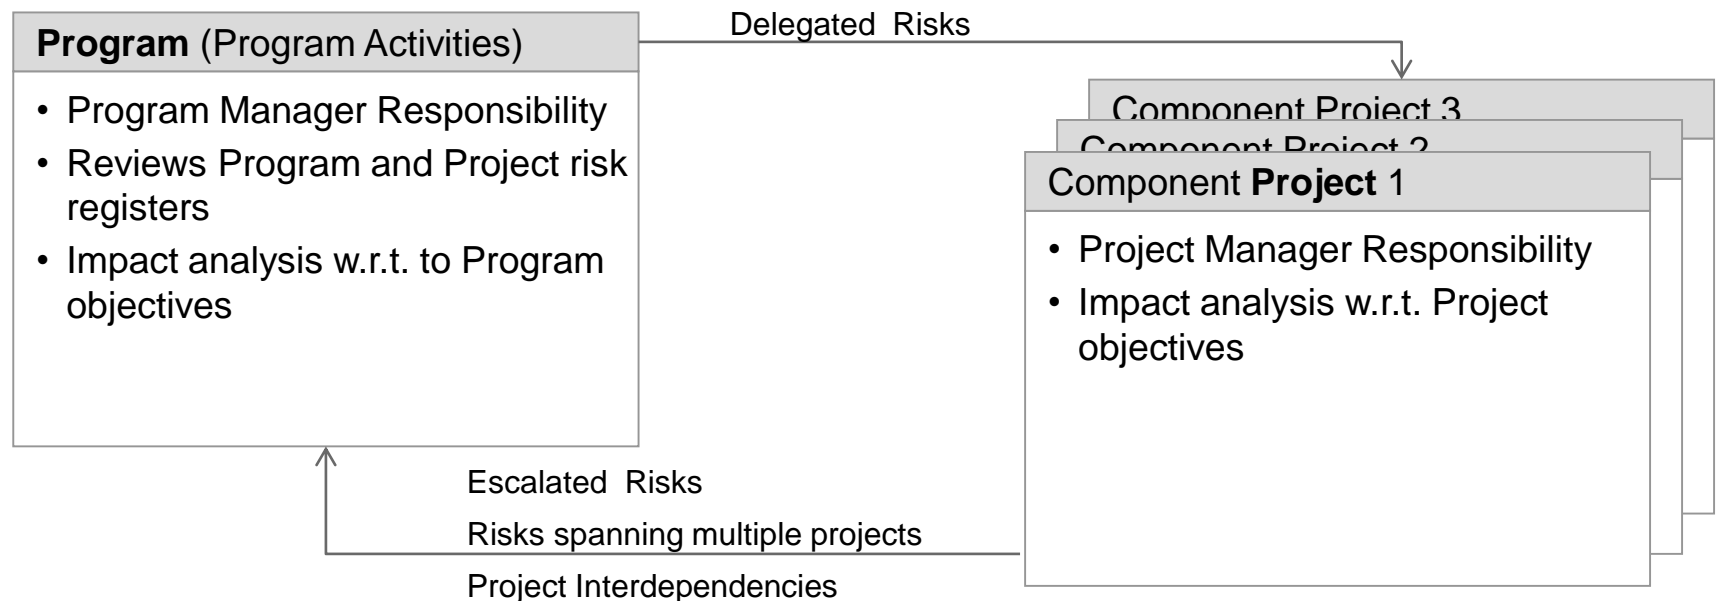 Delegated Risks
Program (Program Activities)
• Program Manager Responsibility
• Reviews Program and Project risk
registers
• Impact analysis w.r.t. to Program
objectives
Component Project 3
Component Project 2
Component Project 1
• Project Manager Responsibility
• Impact analysis w.r.t. Project
objectives
Escalated Risks
Risks spanning multiple projects
Project Interdependencies